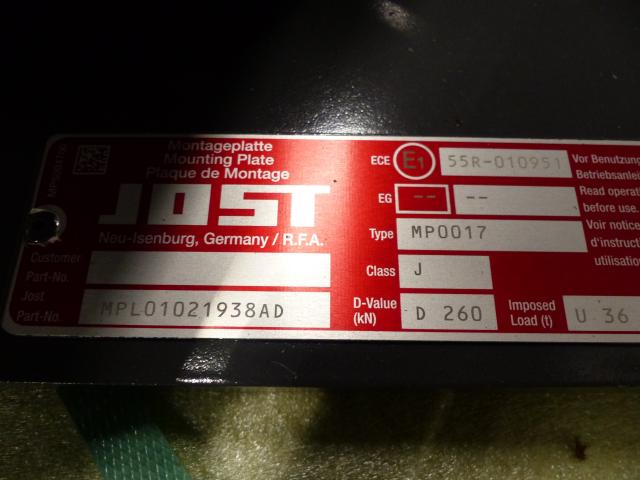 Montageplatte
Mounting Plate
Plaque de Montage
JOST
Neu-Isenburg, Germany / R.F.A.
Customer
Part-No.
Jost
Part-No. MPL01021938AD
ECE E1 55R-010951
EG -- --
Type MP0017
Class J
D-Value
(kN) D 260
Imposed
Load (t) U 36
Vor Benutzung
Betriebsanlei
Read operat
before use.
Voir notice
d'instruct
utilisation